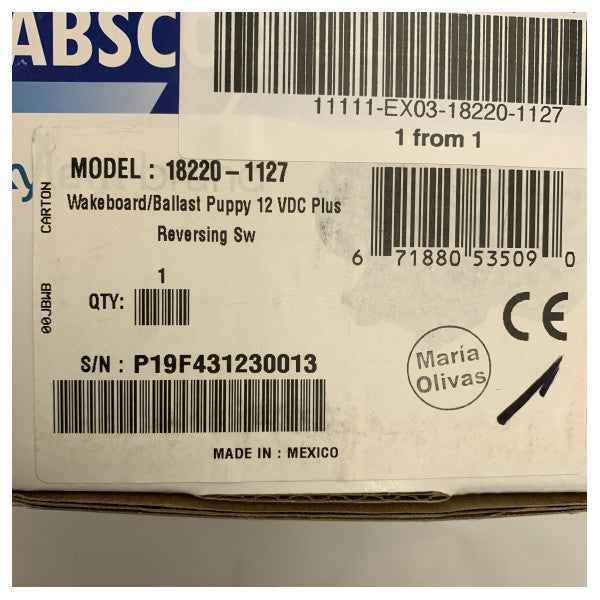 ABSC
11111-EX03-18220-1127
1 from 1
MODEL : 18220-1127
Wakeboard/Ballast Puppy 12 VDC Plus
Reversing Sw
CARTON
00JBWB
1
QTY:
6 71880 53509 0
CE
S/N : P19F431230013
María
Olivas
MADE IN : MEXICO